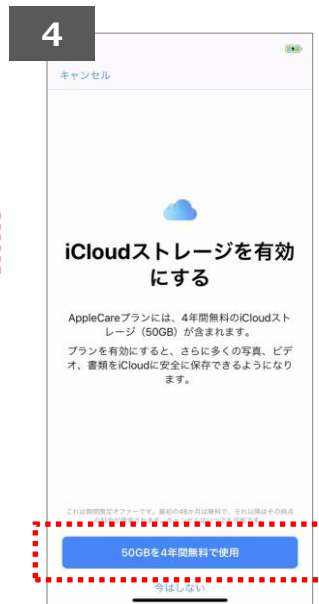 4
キャンセル
iCloudストレージを有効
にする
AppleCareプランには、4年間無料のiCloudスト
レージ（50GB）が含まれます。
プランを有効にすると、さらに多くの写真、ビデ
オ、書類をiCloudに安全に保存できるようになり
ます。
これは期間限定オファーです。最初の48か月は無料で、それ以降はその時点
50GBを4年間無料で使用
今はしない